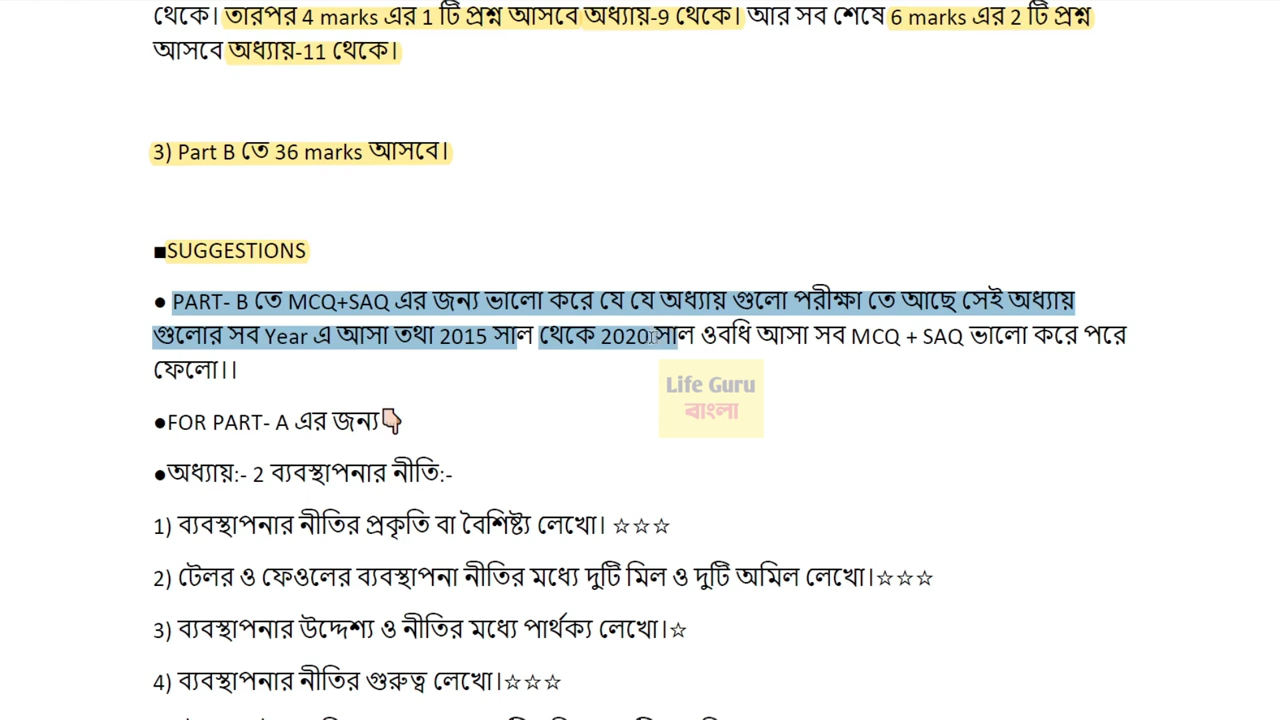 থেকে। তারপর 4 marks এর 1 টি প্রশ্ন আসবে অধ্যায়-9 থেকে। আর সব শেষে 6 marks এর 2 টি প্রশ্ন
আসবে অধ্যায়-11 থেকে।
3) Part B তে 36 marks আসবে।
■SUGGESTIONS
● PART- B তে MCQ+SAQ এর জন্য ভালো করে যে যে অধ্যায় গুলো পরীক্ষা তে আছে সেই অধ্যায়
গুলোর সব Year এ আসা তথা 2015 সাল থেকে 2020 সাল ওবধি আসা সব MCQ + SAQ ভালো করে পরে
ফেলো।।
Life Guru
বাংলা
●FOR PART- A এর জন্য👇🏻
●অধ্যায়:- 2 ব্যবস্থাপনার নীতি:-
1) ব্যবস্থাপনার নীতির প্রকৃতি বা বৈশিষ্ট্য লেখো। ☆☆☆
2) টেলর ও ফেওলের ব্যবস্থাপনা নীতির মধ্যে দুটি মিল ও দুটি অমিল লেখো।☆☆☆
3) ব্যবস্থাপনার উদ্দেশ্য ও নীতির মধ্যে পার্থক্য লেখো।☆
4) ব্যবস্থাপনার নীতির গুরুত্ব লেখো।☆☆☆